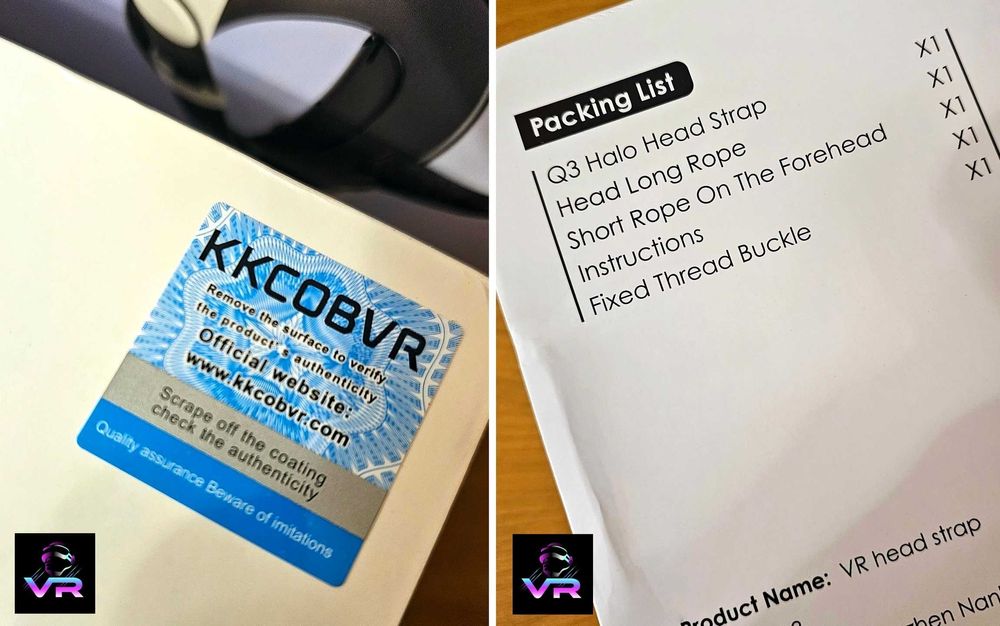 KKCOBVR
Remove the surface to verify
the product's authenticity
Official website:
www.kkcobvr.com
Scrape off the coating
check the authenticity
Quality assurance Beware of imitations
VR
Packing List
Q3 Halo Head Strap X1
Head Long Rope X1
Short Rope On The Forehead X1
Instructions X1
Fixed Thread Buckle X1
Product Name: VR head strap
VR